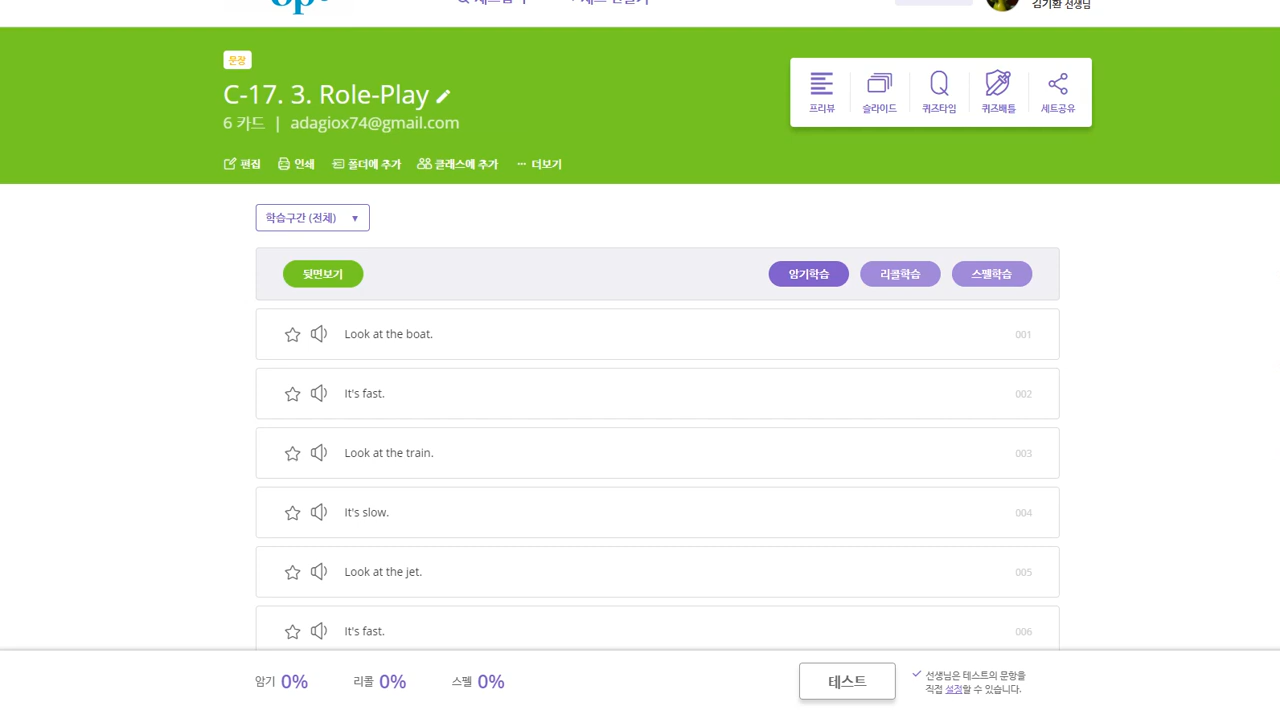 김기환 선생님
문장
C-17. 3. Role-Play
6 카드 | adagiox74@gmail.com
프리뷰 슬라이드 퀴즈타임 퀴즈배틀 세트공유
편집 인쇄 폴더에 추가 클래스에 추가 ··· 더보기
학습구간 (전체) ▼
뒷면보기 암기학습 리콜학습 스펠학습
Look at the boat. 001
It's fast. 002
Look at the train. 003
It's slow. 004
Look at the jet. 005
It's fast. 006
암기 0% 리콜 0% 스펠 0% 테스트
선생님은 테스트의 문항을
직접 설정할 수 있습니다.